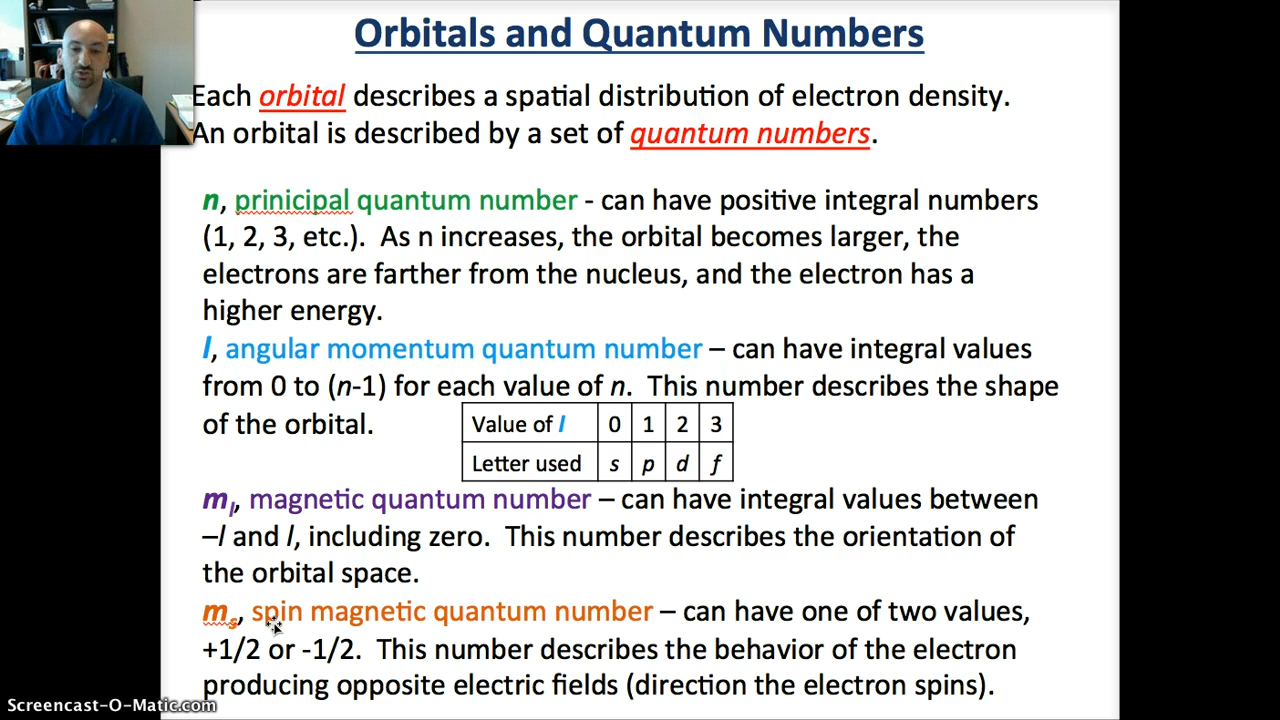 Orbitals and Quantum Numbers
Each orbital describes a spatial distribution of electron density.
An orbital is described by a set of quantum numbers.
n, prinicipal quantum number - can have positive integral numbers
(1, 2, 3, etc.). As n increases, the orbital becomes larger, the
electrons are farther from the nucleus, and the electron has a
higher energy.
l, angular momentum quantum number – can have integral values
from 0 to (n-1) for each value of n. This number describes the shape
of the orbital.
Value of l 0 1 2 3
Letter used s p d f
ml, magnetic quantum number – can have integral values between
–l and l, including zero. This number describes the orientation of
the orbital space.
ms, spin magnetic quantum number – can have one of two values,
+1/2 or -1/2. This number describes the behavior of the electron
producing opposite electric fields (direction the electron spins).
Screencast-O-Matic.com